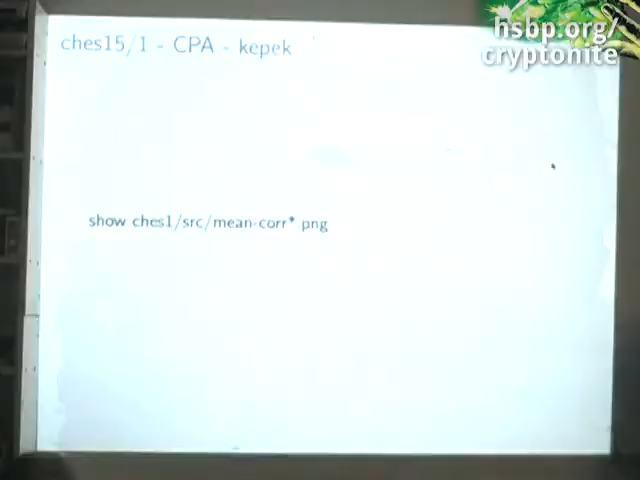 hsbp.org/
cryptonite
ches15/1 - CPA - kepek
show ches1/src/mean-corr* png